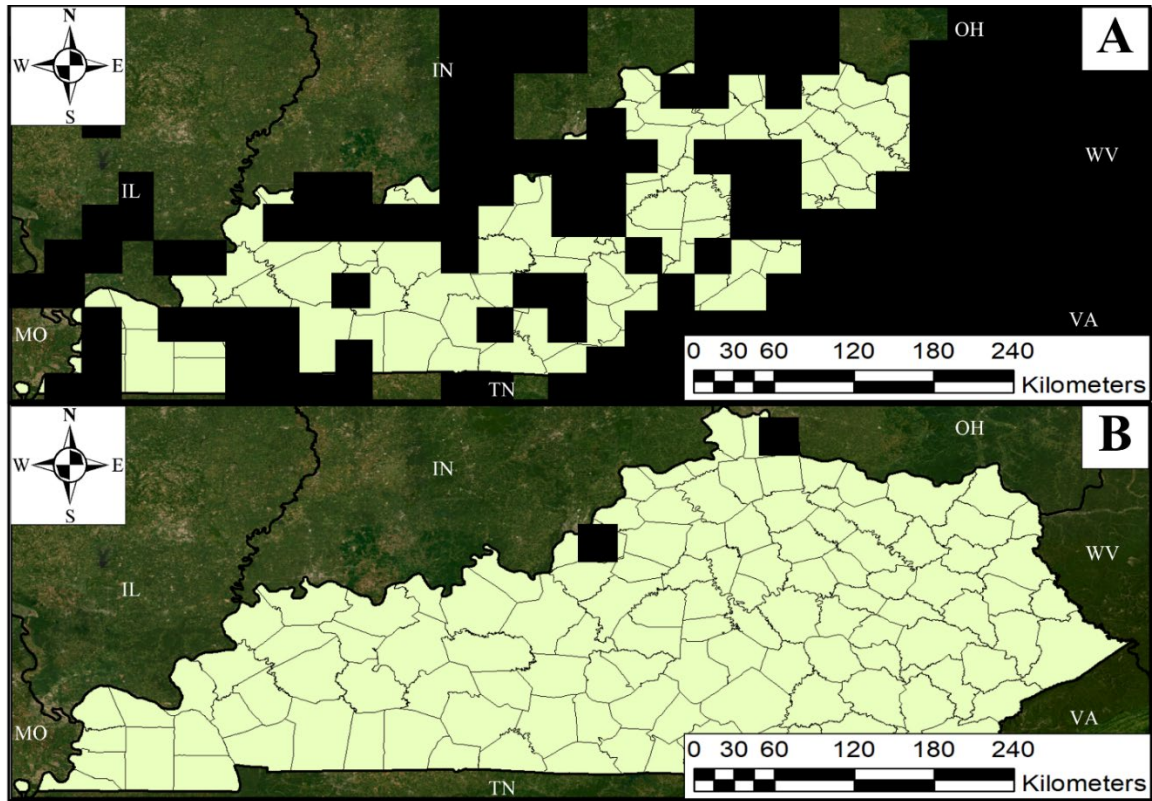 N
W E
S
IN
OH
A
IL
WV
MO
VA
0 30 60 120 180 240
Kilometers
TN
N
W E
S
IN
OH
B
IL
WV
MO
VA
0 30 60 120 180 240
Kilometers
TN